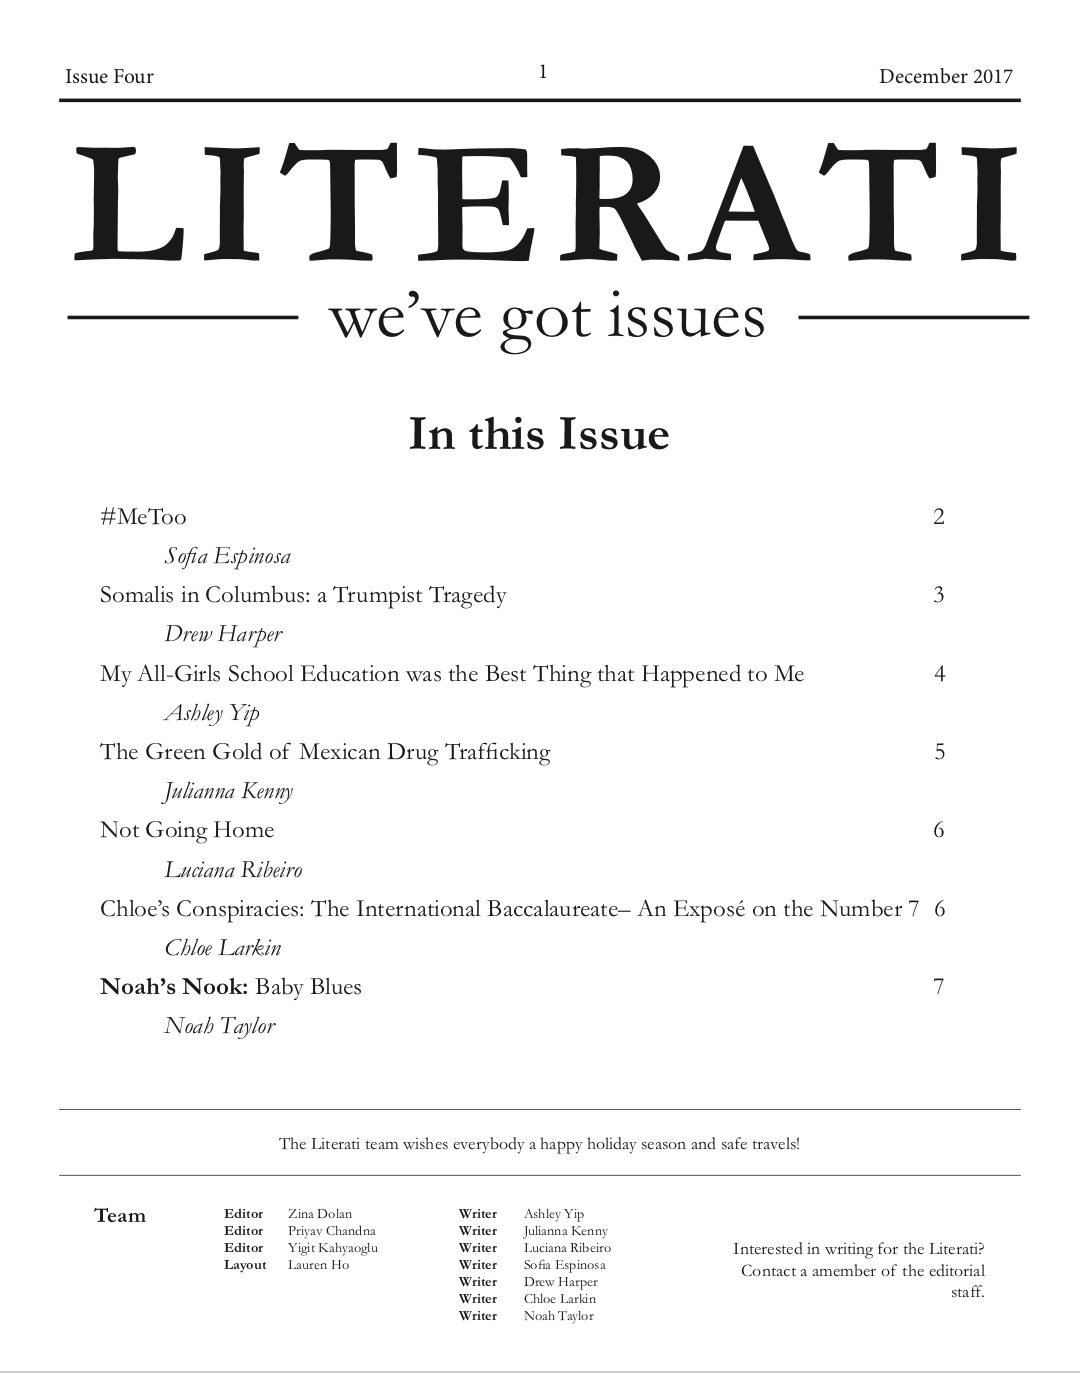 Issue Four 1 December 2017
LITERATI
we've got issues
In this Issue
#MeToo 2
Sofia Espinosa
Somalis in Columbus: a Trumpist Tragedy 3
Drew Harper
My All-Girls School Education was the Best Thing that Happened to Me 4
Ashley Yip
The Green Gold of Mexican Drug Trafficking 5
Julianna Kenny
Not Going Home 6
Luciana Ribeiro
Chloe's Conspiracies: The International Baccalaureate– An Exposé on the Number 7 6
Chloe Larkin
Noah's Nook: Baby Blues 7
Noah Taylor
The Literati team wishes everybody a happy holiday season and safe travels!
Team
Editor Zina Dolan
Editor Priyav Chandna
Editor Yigit Kahyaoglu
Layout Lauren Ho
Writer Ashley Yip
Writer Julianna Kenny
Writer Luciana Ribeiro
Writer Sofia Espinosa
Writer Drew Harper
Writer Chloe Larkin
Writer Noah Taylor
Interested in writing for the Literati?
Contact a amember of the editorial
staff.